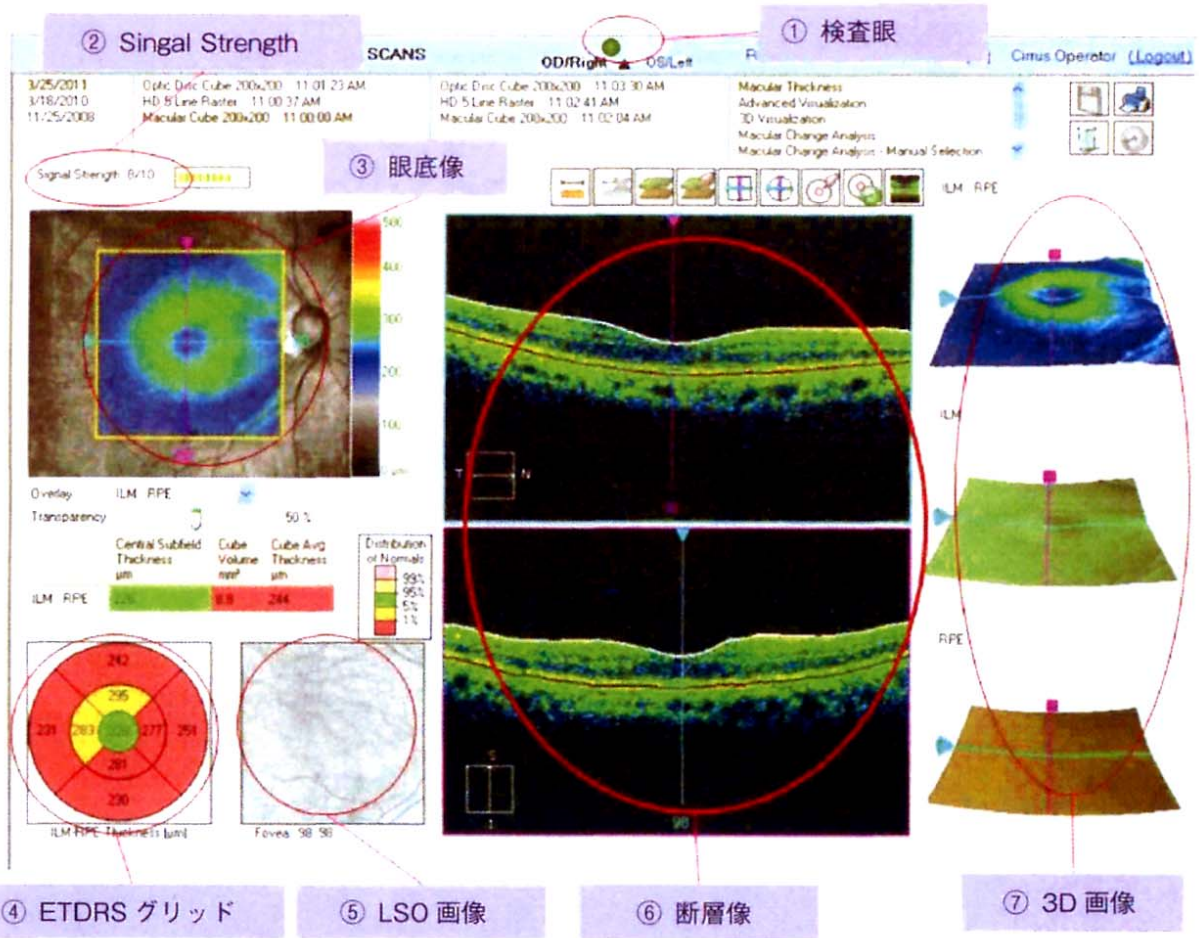 ② Singal Strength
① 検査眼
SCANS
OD/Right
OS/Left
Cirrus Operator (Logout)
3/25/2011
3/18/2010
11/25/2008
Optic Disc Cube 200x200 11:01:23 AM
HD 5 Line Raster 11:00:37 AM
Macular Cube 200x200 11:00:00 AM
Optic Disc Cube 200x200 11:03:30 AM
HD 5 Line Raster 11:02:41 AM
Macular Cube 200x200 11:02:04 AM
Macular Thickness
Advanced Visualization
3D Visualization
Macular Change Analysis
Macular Change Analysis - Manual Selection
Signal Strength 8/10
③ 眼底像
ILM RPE
500
400
300
200
100
0 µm
T N
ILM
Overlay ILM RPE
Transparency 50 %
Central Subfield Thickness µm
Cube Volume mm³
Cube Avg Thickness µm
ILM RPE 8.8 244
Distribution of Normals
99%
95%
5%
1%
RPE
242
295
231 283 277 251
281
230
ILM-RPE Thickness (µm)
Fovea: 98 98
S
I
98
④ ETDRS グリッド
⑤ LSO 画像
⑥ 断層像
⑦ 3D 画像